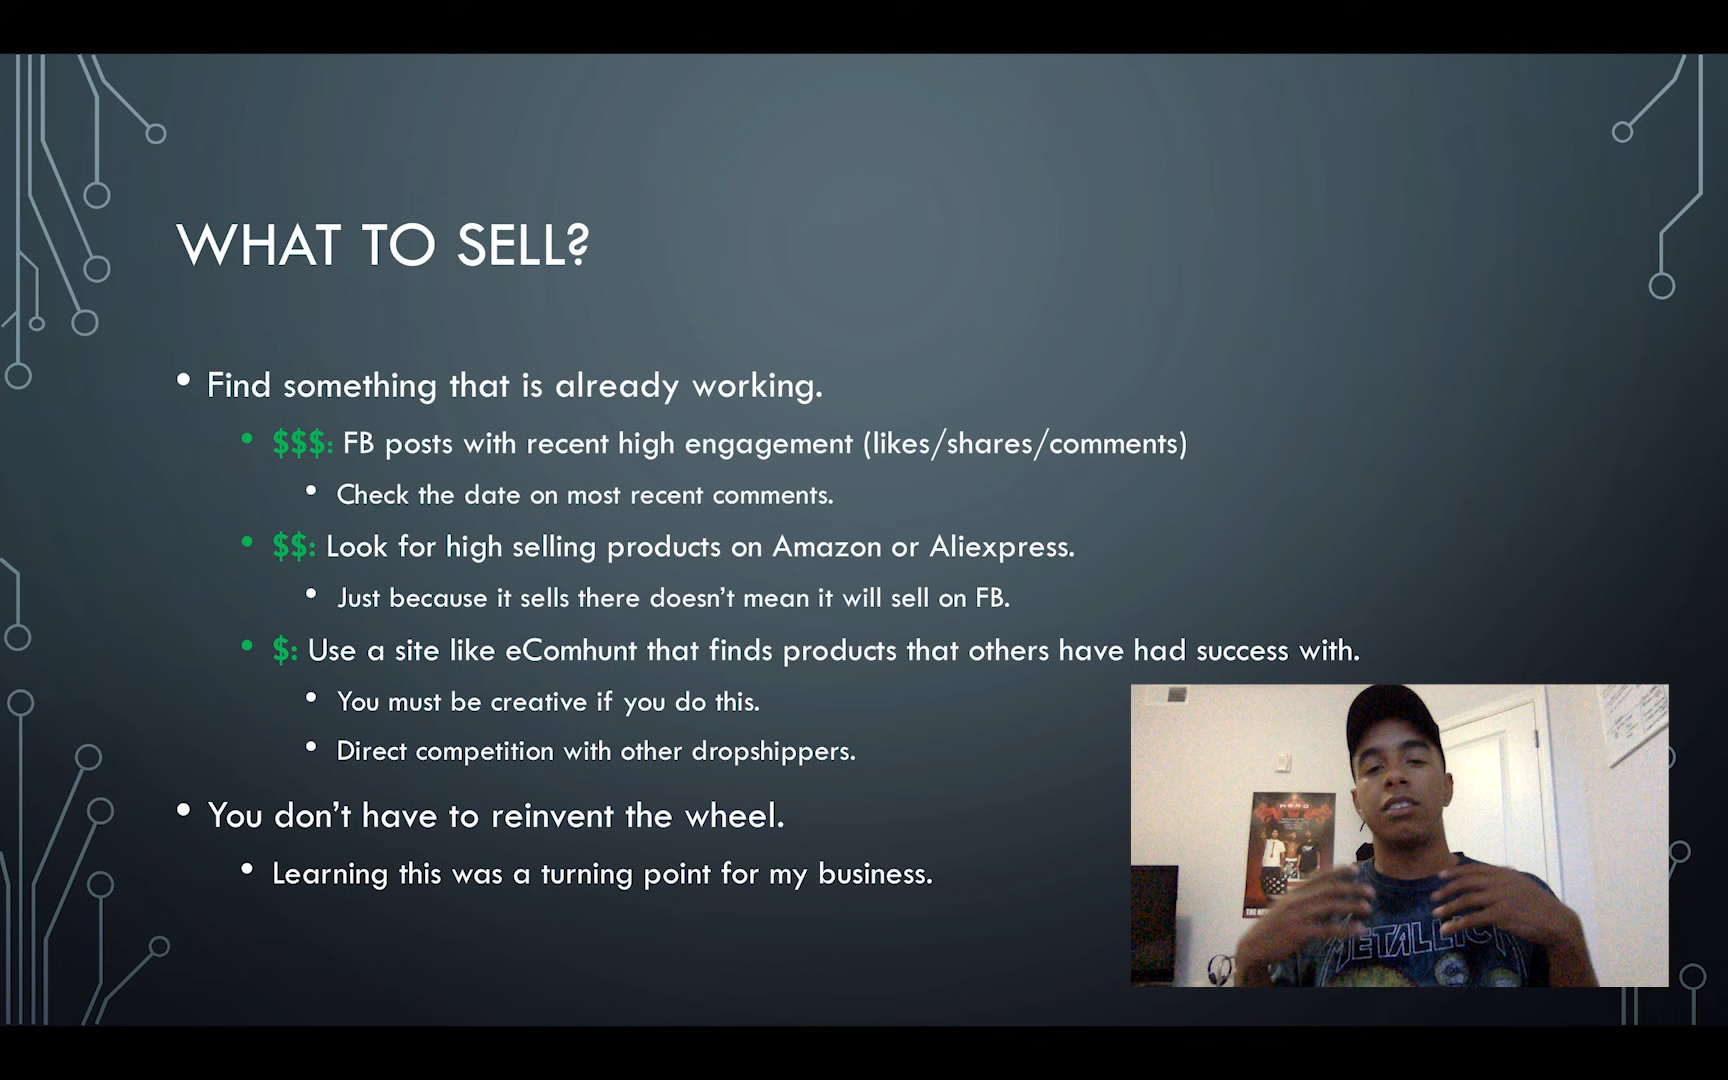 WHAT TO SELL?
• Find something that is already working.
• $$$: FB posts with recent high engagement (likes/shares/comments)
• Check the date on most recent comments.
• $$: Look for high selling products on Amazon or Aliexpress.
• Just because it sells there doesn’t mean it will sell on FB.
• $: Use a site like eComhunt that finds products that others have had success with.
• You must be creative if you do this.
• Direct competition with other dropshippers.
• You don’t have to reinvent the wheel.
• Learning this was a turning point for my business.
METALLIC